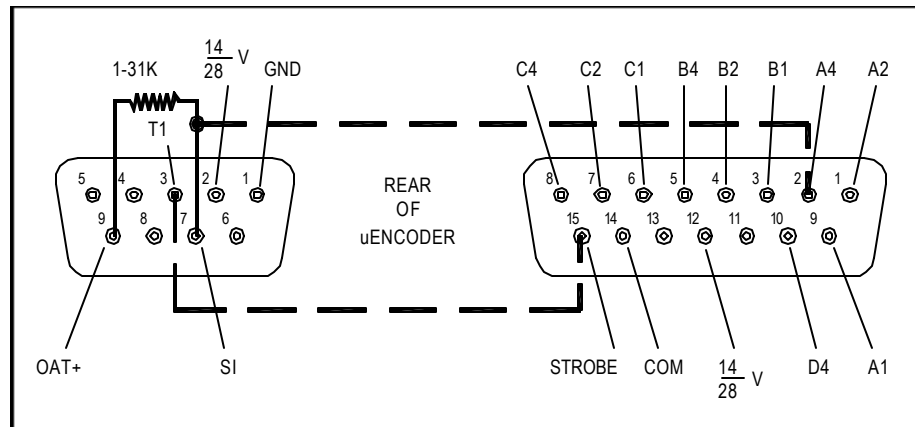 1-31K
14
28 V
GND
T1
C4 C2 C1 B4 B2 B1 A4 A2
5 4 3 2 1
9 8 7 6
REAR
OF
uENCODER
8 7 6 5 4 3 2 1
15 14 13 12 11 10 9
OAT+ SI
STROBE COM 14
28 V D4 A1